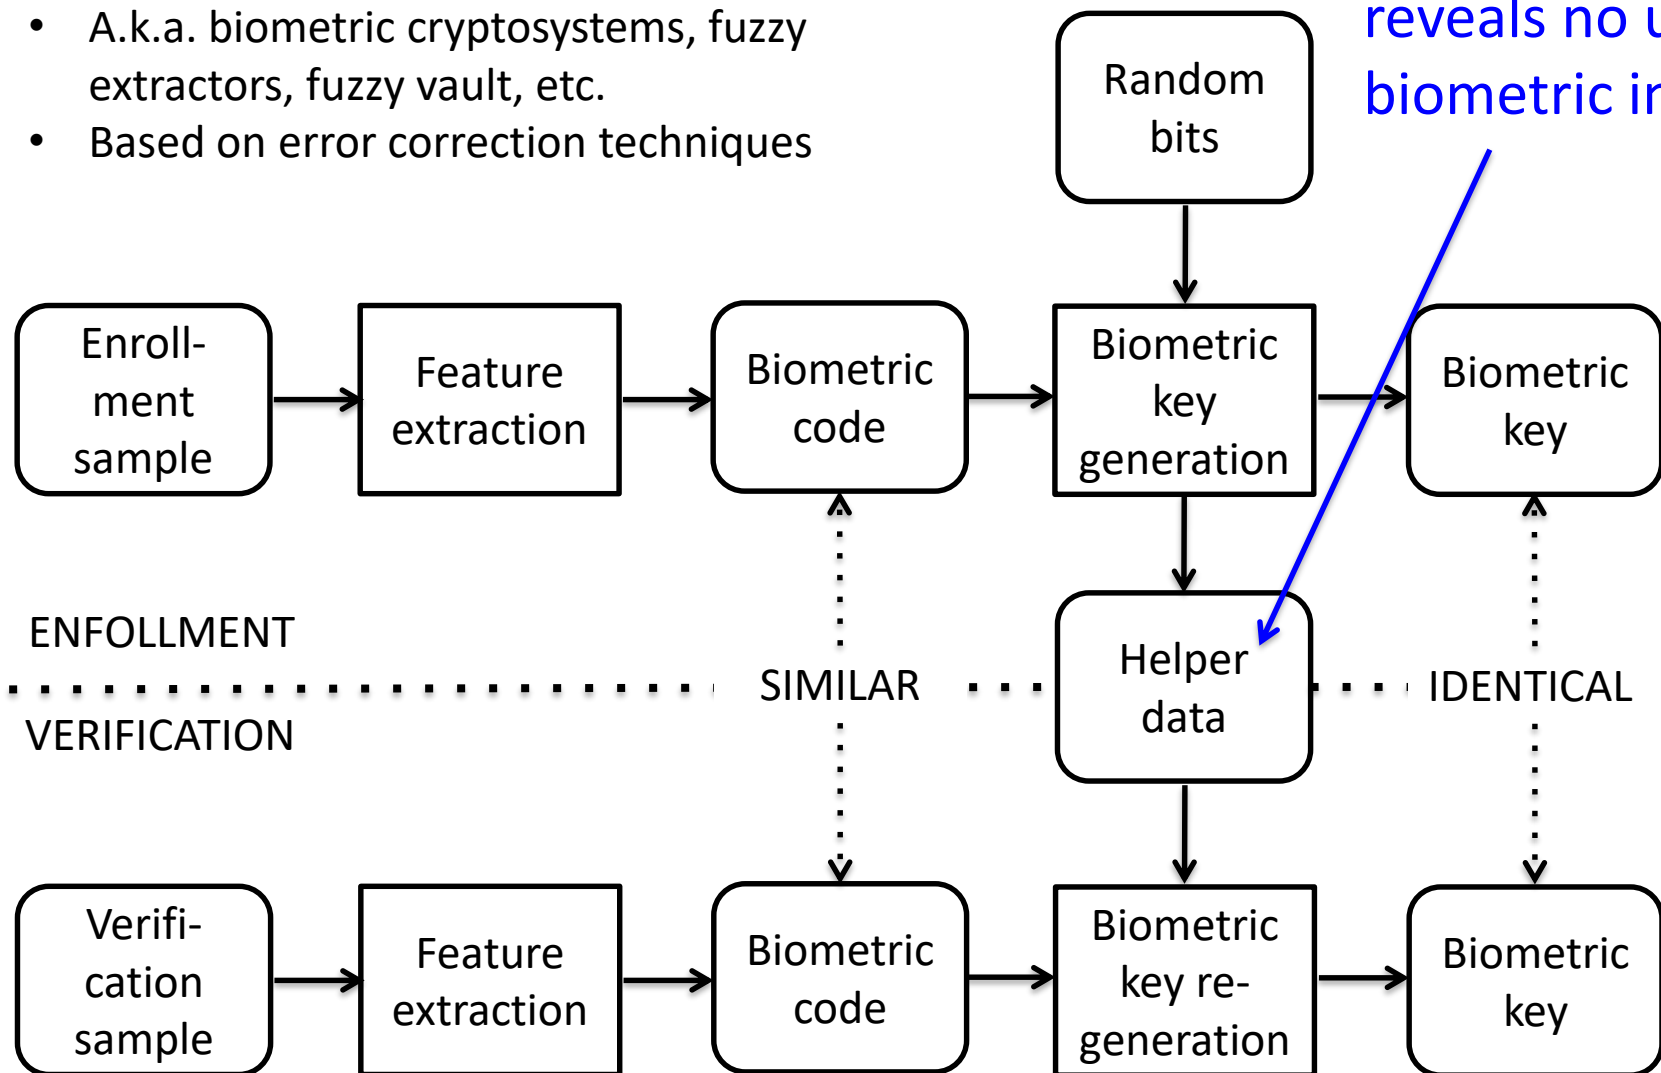 • A.k.a. biometric cryptosystems, fuzzy
extractors, fuzzy vault, etc.
• Based on error correction techniques
reveals no
biometric
Random
bits
Enroll-
ment
sample
Feature
extraction
Biometric
code
Biometric
key
generation
Biometric
key
ENFOLLMENT
SIMILAR
Helper
data
IDENTICAL
VERIFICATION
Verifi-
cation
sample
Feature
extraction
Biometric
code
Biometric
key re-
generation
Biometric
key